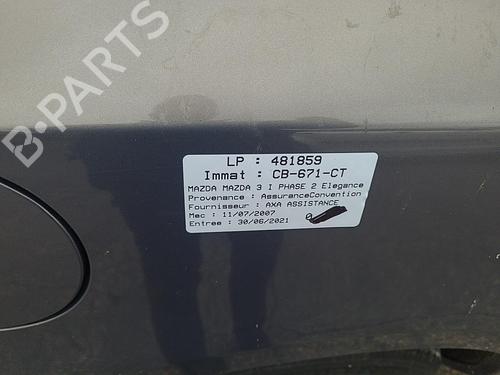 B-PARTS
LP : 481859
Immat : CB-671-CT
MAZDA MAZDA 3 I PHASE 2 Elegance
Provenance : AssuranceConvention
Fournisseur : AXA ASSISTANCE
Mec : 11/07/2007
Entree : 30/06/2021